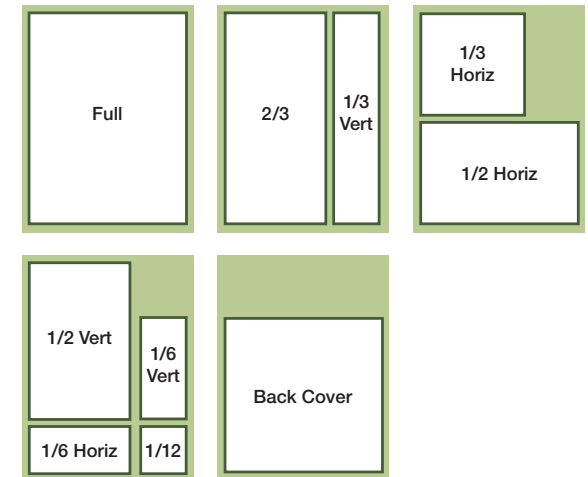 Full
2/3
1/3
Vert
1/3
Horiz
1/2 Horiz
1/2 Vert
1/6
Vert
1/6 Horiz
1/12
Back Cover